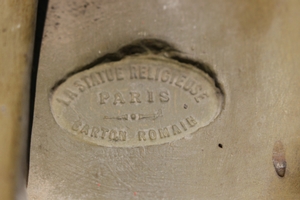 LA STATUE RELIGIEUSE
PARIS
CARTON ROMAIN